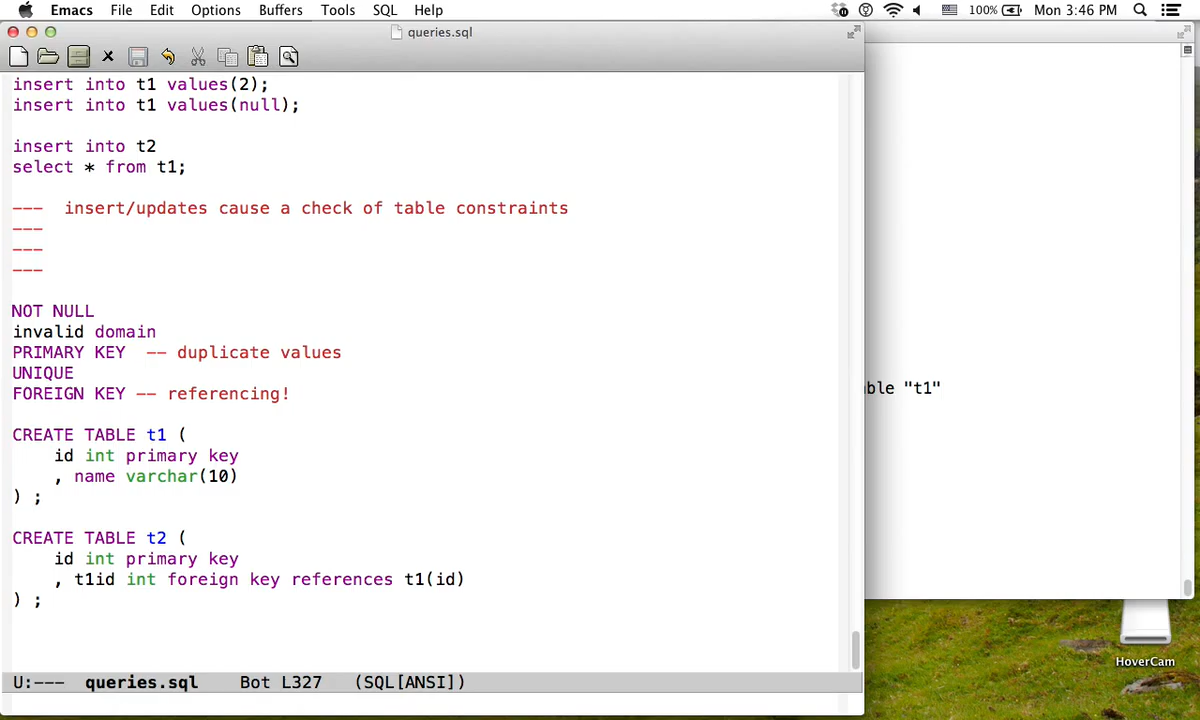 Emacs File Edit Options Buffers Tools SQL Help 100% Mon 3:46 PM
queries.sql
insert into t1 values(2);
insert into t1 values(null);
insert into t2
select * from t1;
--- insert/updates cause a check of table constraints
---
---
---
NOT NULL
invalid domain
PRIMARY KEY -- duplicate values
UNIQUE
FOREIGN KEY -- referencing!
CREATE TABLE t1 (
id int primary key
, name varchar(10)
) ;
CREATE TABLE t2 (
id int primary key
, t1id int foreign key references t1(id)
) ;
U:--- queries.sql Bot L327 (SQL[ANSI])
ble "t1"
HoverCam